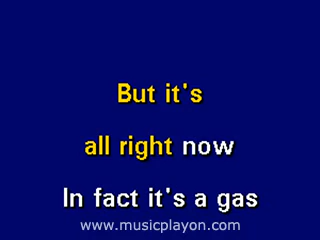 But it's
all right now
In fact it's a gas
www.musicplayon.com